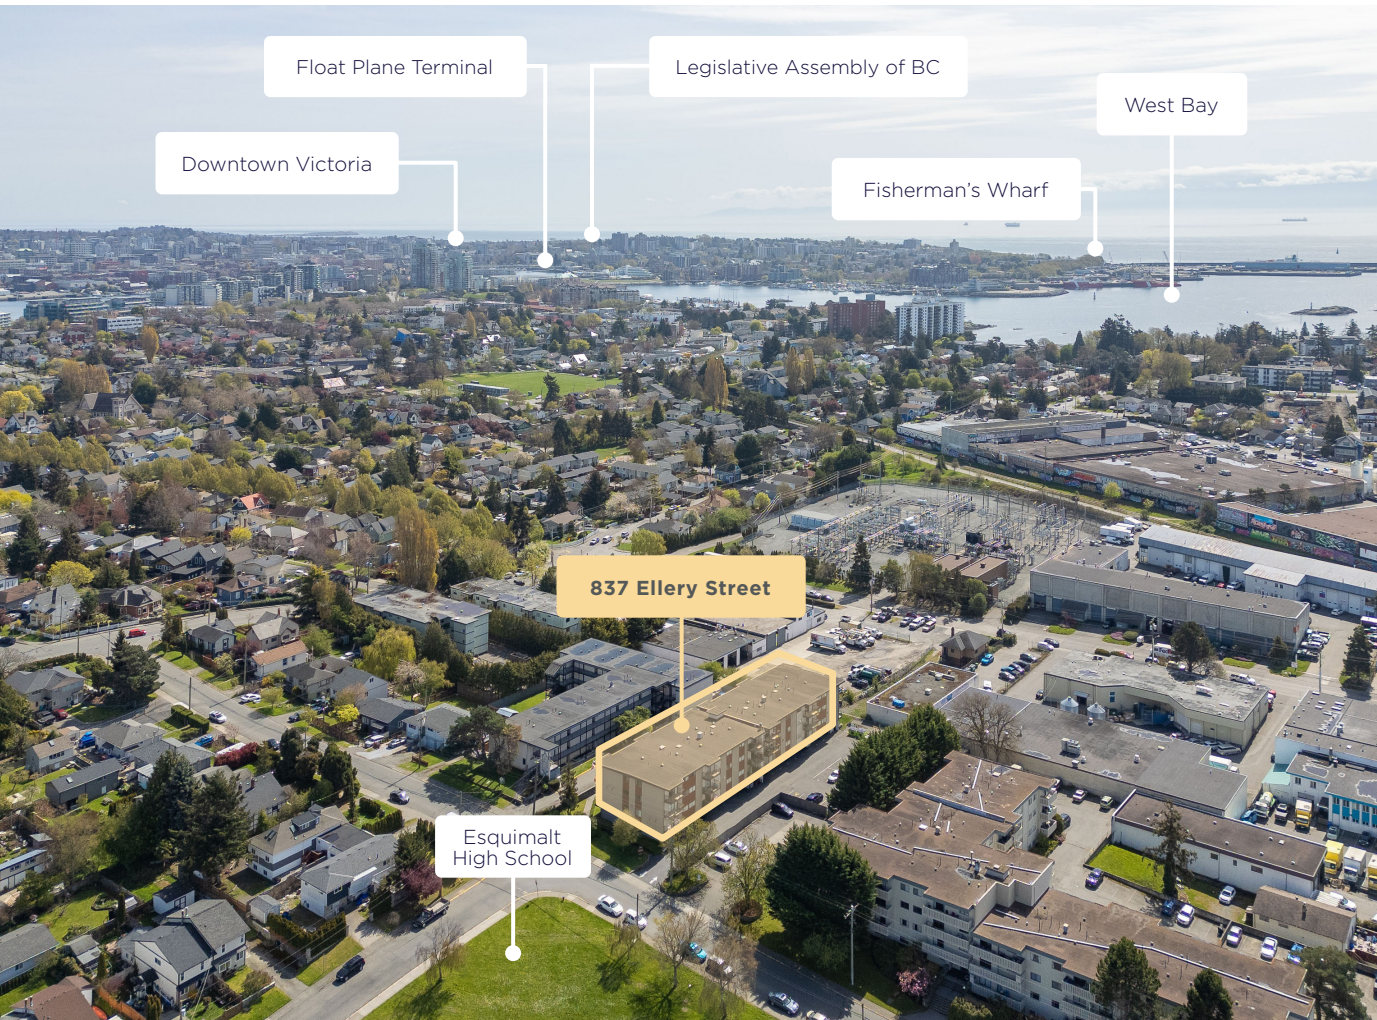 Float Plane Terminal
Legislative Assembly of BC
West Bay
Downtown Victoria
Fisherman's Wharf
837 Ellery Street
Esquimalt
High School